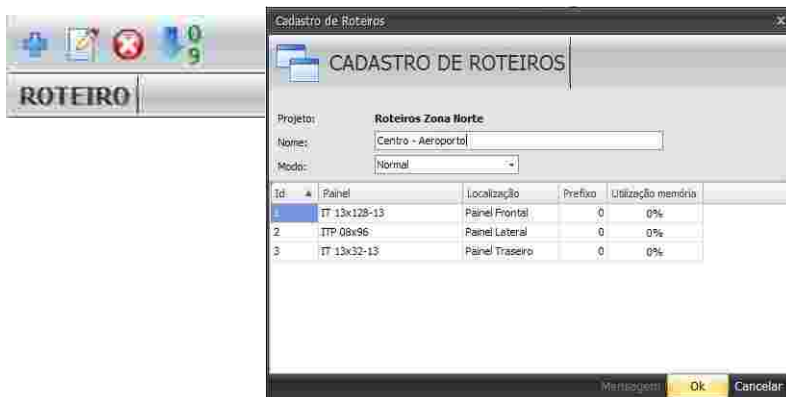 0
9
ROTEIRO
Cadastro de Roteiros x
CADASTRO DE ROTEIROS
Projeto: Roteiros Zona Norte
Nome: Centro - Aeroporto
Modo: Normal
Id Painel Localização Prefixo Utilização memória
1 IT 13x128-13 Painel Frontal 0 0%
2 ITP 08x96 Painel Lateral 0 0%
3 IT 13x32-13 Painel Traseiro 0 0%
Mensagem Ok Cancelar